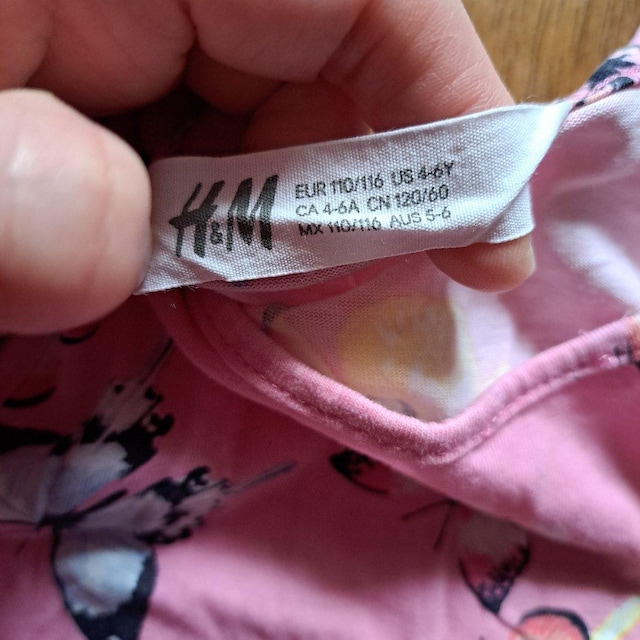 H&M
EUR 110/116 US 4-6Y
CA 4-6A CN 120/60
MX 110/116 AUS 5-6